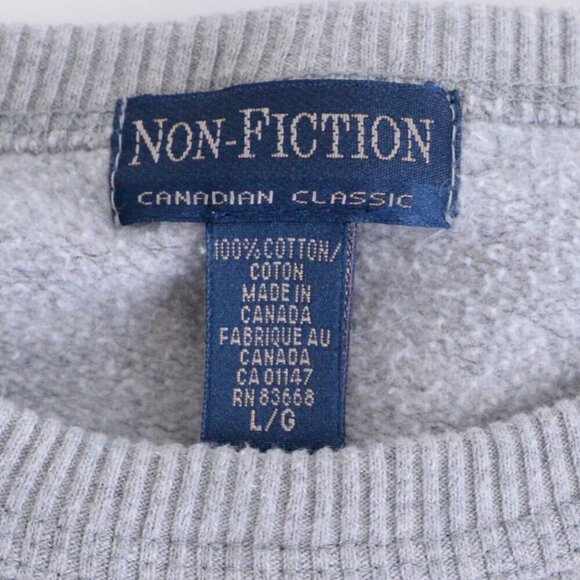 NON-FICTION
CANADIAN CLASSIC
100% COTTON/
COTON
MADE IN
CANADA
FABRIQUE AU
CANADA
CA 01147
RN 83668
L/G